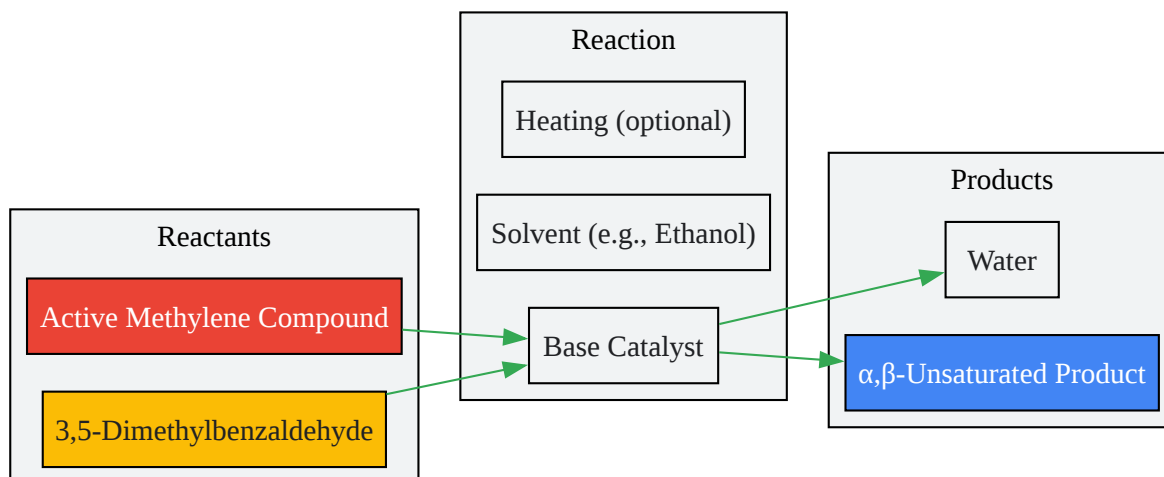 Reactants
Active Methylene Compound
3,5-Dimethylbenzaldehyde
Reaction
Heating (optional)
Solvent (e.g., Ethanol)
Base Catalyst
Products
Water
α,β-Unsaturated Product